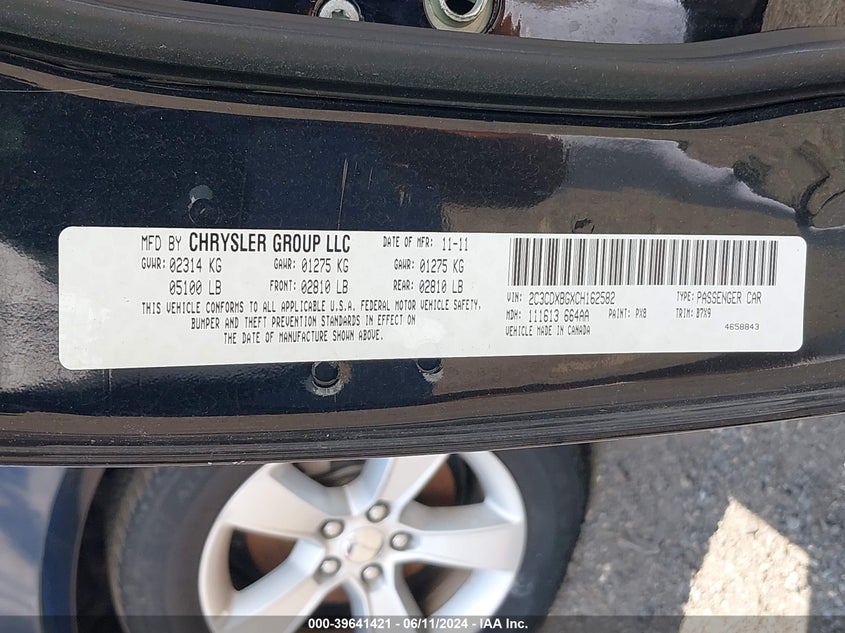 MFD BY CHRYSLER GROUP LLC DATE OF MFR: 11-11
GVWR: 02314 KG GAWR: 01275 KG GAWR: 01275 KG
05100 LB FRONT: 02810 LB REAR: 02810 LB
THIS VEHICLE CONFORMS TO ALL APPLICABLE U.S.A. FEDERAL MOTOR VEHICLE SAFETY,
BUMPER AND THEFT PREVENTION STANDARDS IN EFFECT ON
THE DATE OF MANUFACTURE SHOWN ABOVE.
VIN: 2C3CDXBGXCH162582 TYPE: PASSENGER CAR
MDH: 111613 664AA PAINT: PX8 TRIM: B7X9
VEHICLE MADE IN CANADA 4658843
000-39641421 - 06/11/2024 - IAA Inc.